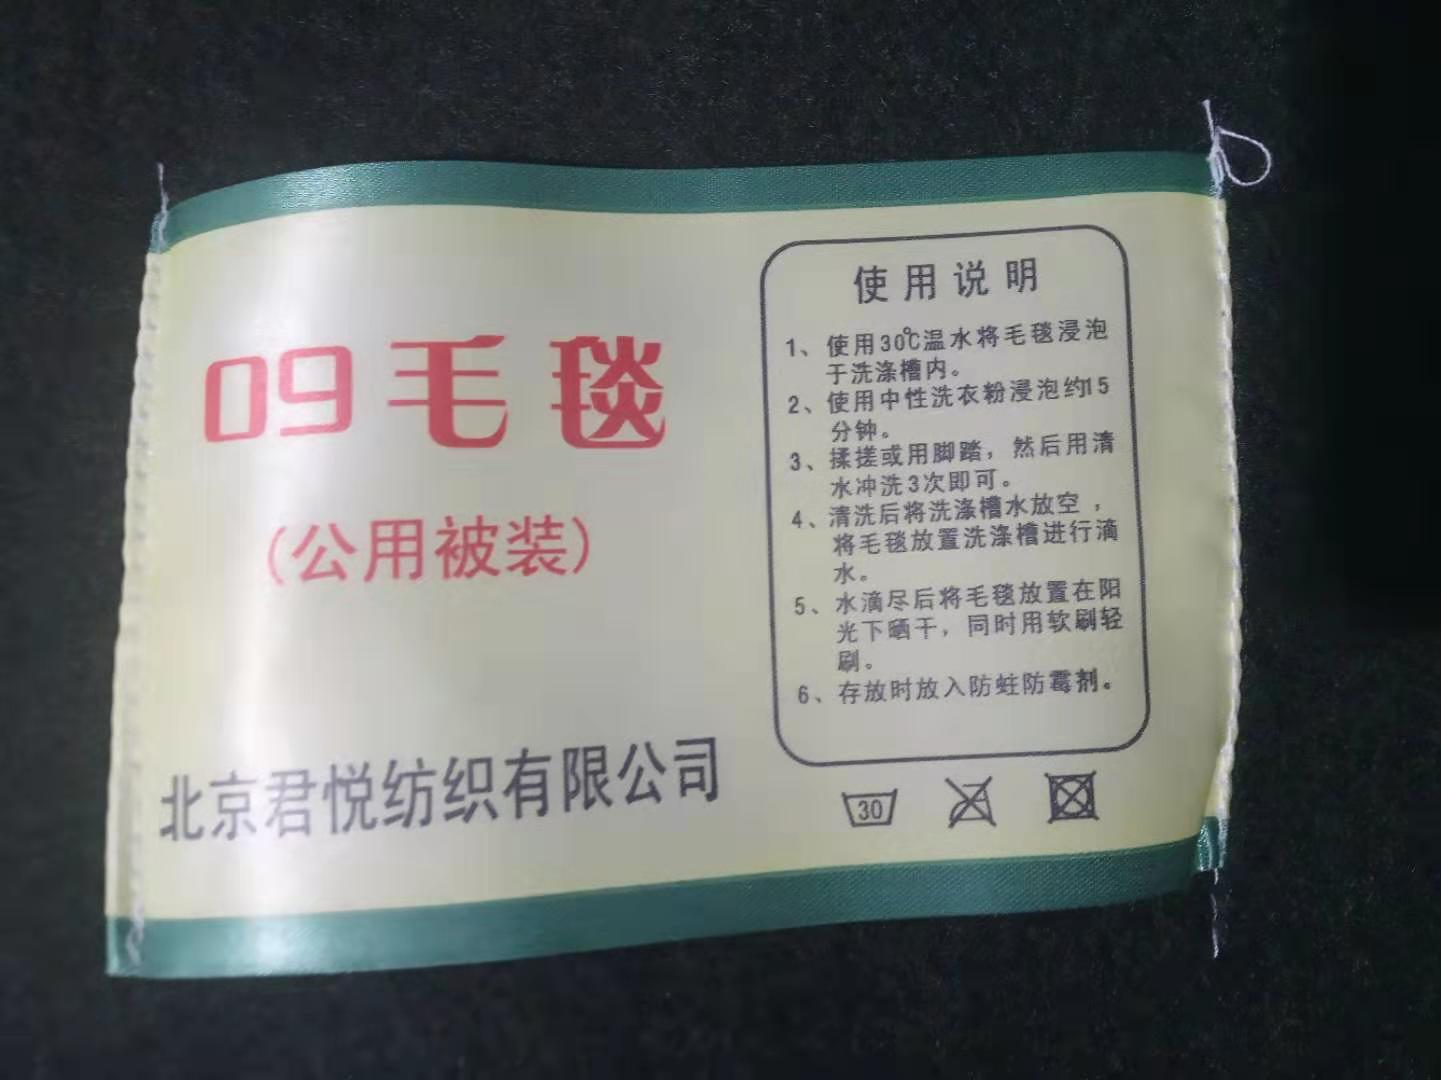 09毛毯
(公用被装)
北京君悦纺织有限公司
使用说明
1、使用30℃温水将毛毯浸泡
于洗涤槽内。
2、使用中性洗衣粉浸泡约15
分钟。
3、揉搓或用脚踏，然后用清
水冲洗3次即可。
4、清洗后将洗涤槽水放空，
将毛毯放置洗涤槽进行滴
水。
5、水滴尽后将毛毯放置在阳
光下晒干，同时用软刷轻
刷。
6、存放时放入防蛀防霉剂。
30